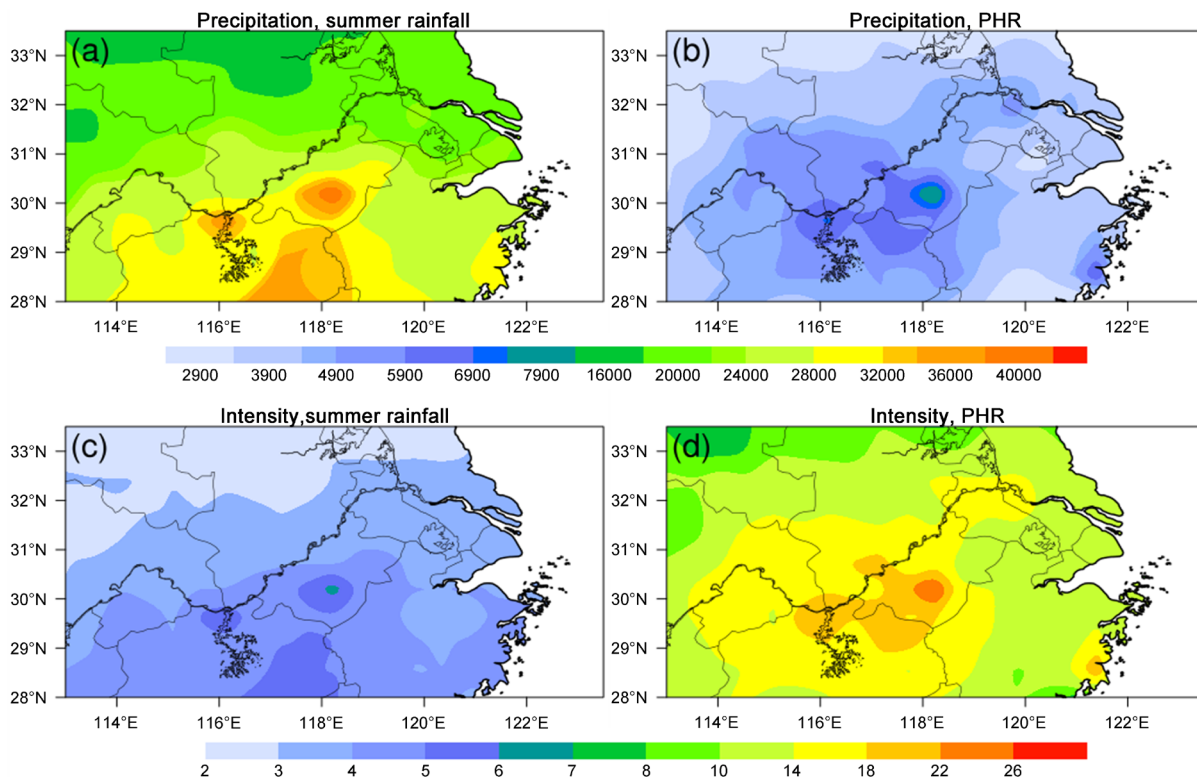 Precipitation, summer rainfall
Precipitation, PHR
(a)
(b)
33°N
32°N
31°N
30°N
29°N
28°N
33°N
32°N
31°N
30°N
29°N
28°N
114°E 116°E 118°E 120°E 122°E
114°E 116°E 118°E 120°E 122°E
2900 3900 4900 5900 6900 7900 16000 20000 24000 28000 32000 36000 40000
Intensity,summer rainfall
Intensity, PHR
(c)
(d)
33°N
32°N
31°N
30°N
29°N
28°N
33°N
32°N
31°N
30°N
29°N
28°N
114°E 116°E 118°E 120°E 122°E
114°E 116°E 118°E 120°E 122°E
2 3 4 5 6 7 8 10 14 18 22 26